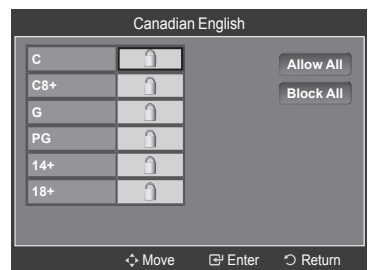 Canadian English
C
Allow All
C8+
Block All
G
PG
14+
18+
Move Enter Return